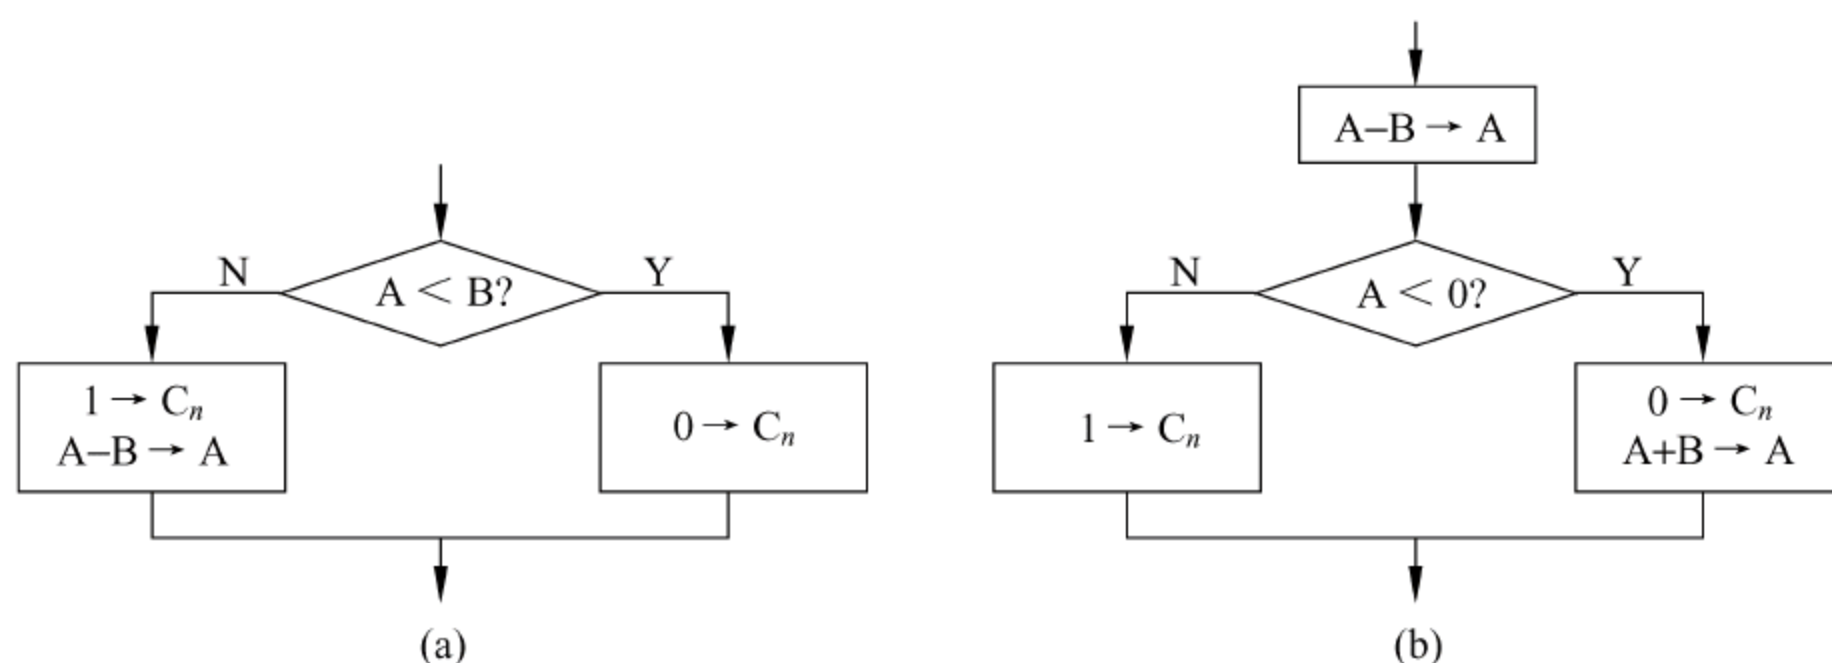 N
A < B?
Y
1 → Cn
A–B → A
0 → Cn
(a)
A–B → A
N
A < 0?
Y
1 → Cn
0 → Cn
A+B → A
(b)